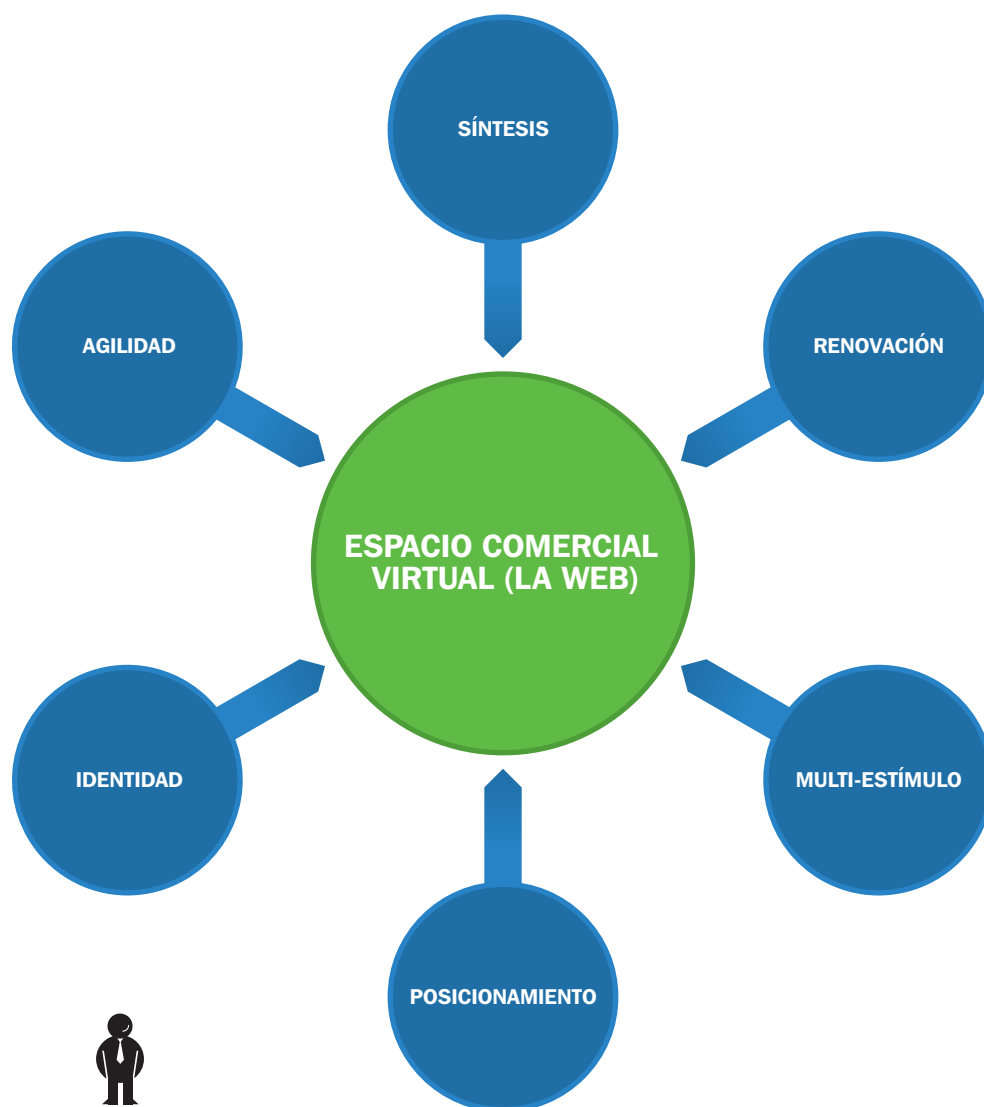 SÍNTESIS
AGILIDAD
RENOVACIÓN
ESPACIO COMERCIAL
VIRTUAL (LA WEB)
IDENTIDAD
MULTI-ESTÍMULO
POSICIONAMIENTO